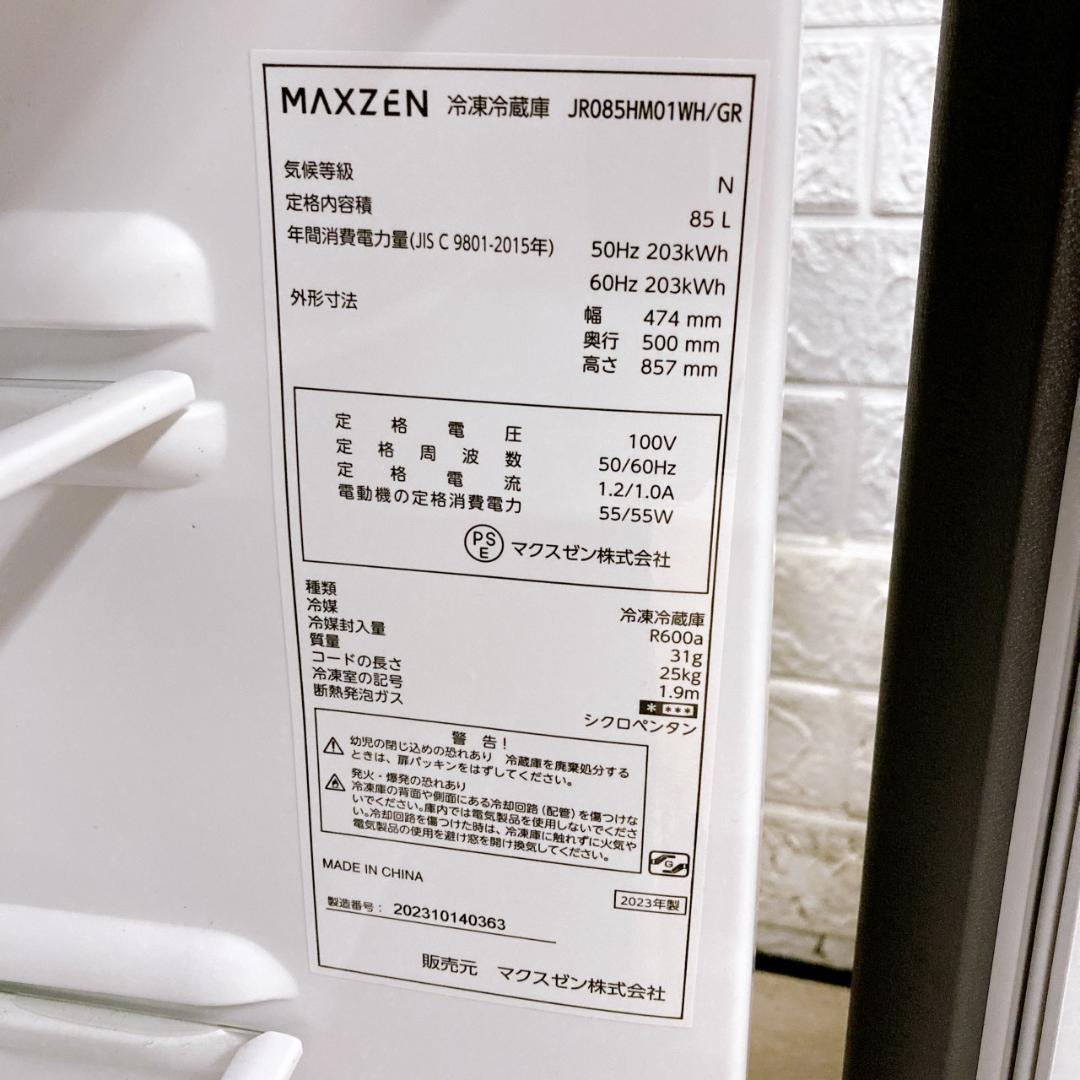 MAXZEN 冷凍冷蔵庫 JR085HM01WH/GR
気候等級 N
定格内容積 85 L
年間消費電力量(JIS C 9801-2015年) 50Hz 203kWh
60Hz 203kWh
外形寸法 幅 474 mm
奥行 500 mm
高さ 857 mm
定格電圧 100V
定格周波数 50/60Hz
定格電流 1.2/1.0A
電動機の定格消費電力 55/55W
PS
E
マクスゼン株式会社
種類 冷凍冷蔵庫
冷媒 R600a
冷媒封入量 31g
質量 25kg
コードの長さ 1.9m
冷凍室の記号 * ***
断熱発泡ガス シクロペンタン
警告!
幼児の閉じ込めの恐れあり 冷蔵庫を廃棄処分する
ときは、扉パッキンをはずしてください。
発火・爆発の恐れあり
冷凍庫の背面や側面にある冷却回路(配管)を傷つけな
いでください。庫内では電気製品を使用しないでくださ
い。冷却回路を傷つけた時は、冷凍庫に触れずに火気や
電気製品の使用を避け窓を開け換気してください。
G
MADE IN CHINA
2023年製
製造番号: 202310140363
販売元 マクスゼン株式会社